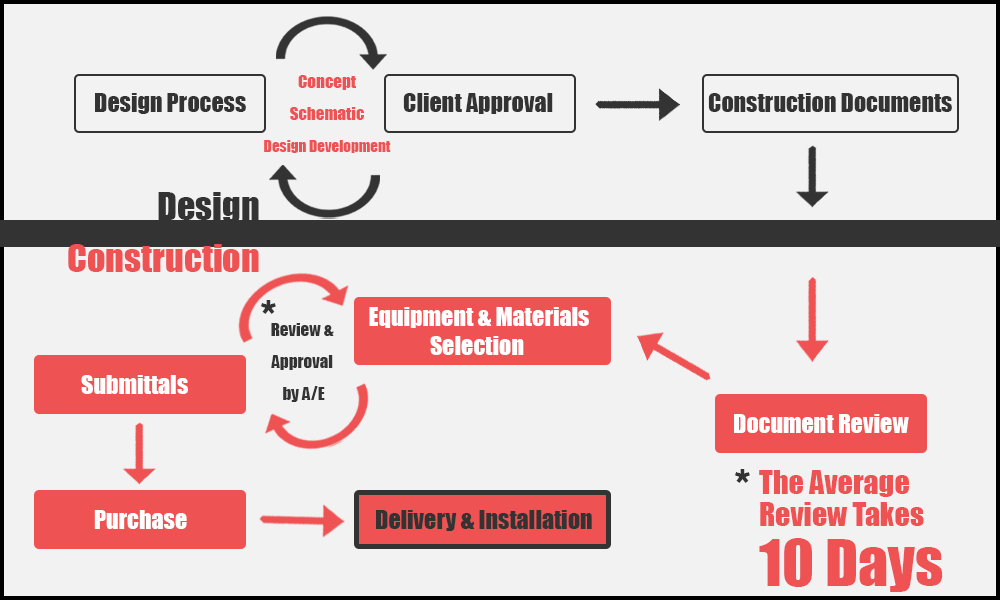 Design Process
Concept
Schematic
Design Development
Client Approval
Construction Documents
Design
Construction
*
Review &
Approval
by A/E
Equipment & Materials
Selection
Submittals
Document Review
Purchase
Delivery & Installation
* The Average
Review Takes
10 Days